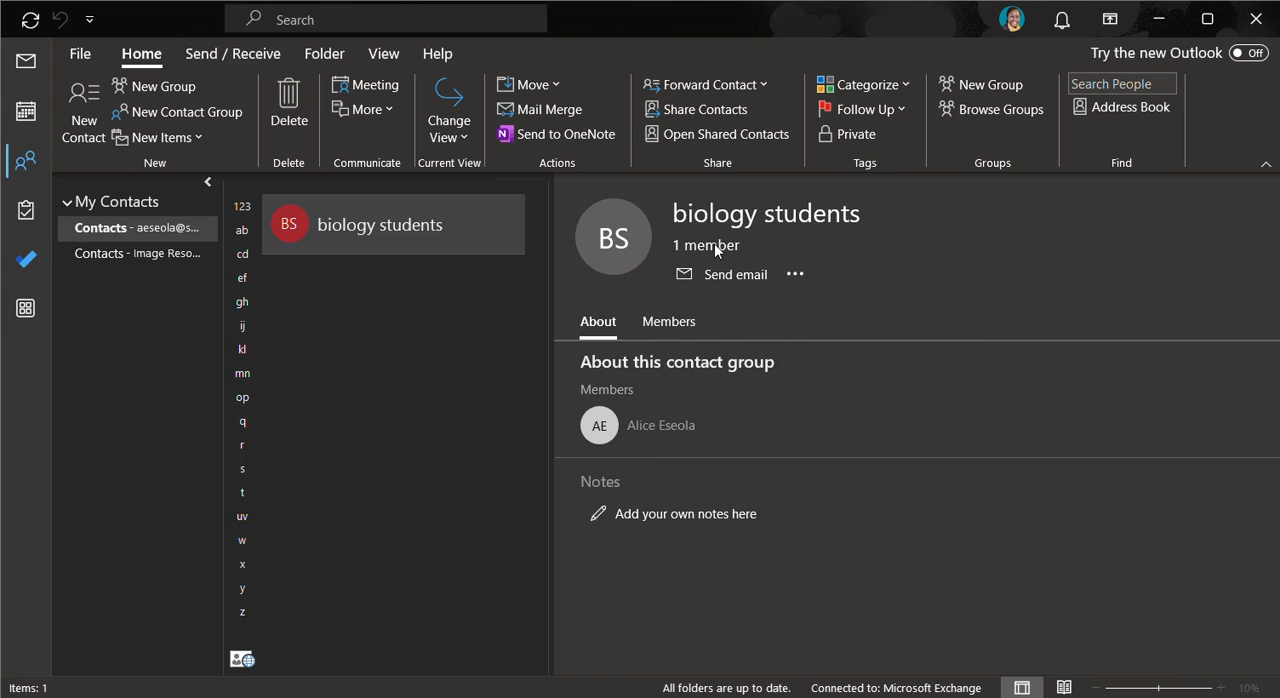 Search
File Home Send / Receive Folder View Help
Try the new Outlook Off
New Contact
New Group
New Contact Group
New Items
New
Delete
Delete
Meeting
More
Communicate
Change View
Current View
Move
Mail Merge
Send to OneNote
Actions
Forward Contact
Share Contacts
Open Shared Contacts
Share
Categorize
Follow Up
Private
Tags
New Group
Browse Groups
Groups
Search People
Address Book
Find
My Contacts
Contacts - aeseola@s...
Contacts - Image Reso...
123
ab
cd
ef
gh
ij
kl
mn
op
q
r
s
t
uv
w
x
y
z
BS biology students
BS
biology students
1 member
Send email
About Members
About this contact group
Members
AE Alice Eseola
Notes
Add your own notes here
Items: 1
All folders are up to date. Connected to: Microsoft Exchange
10%